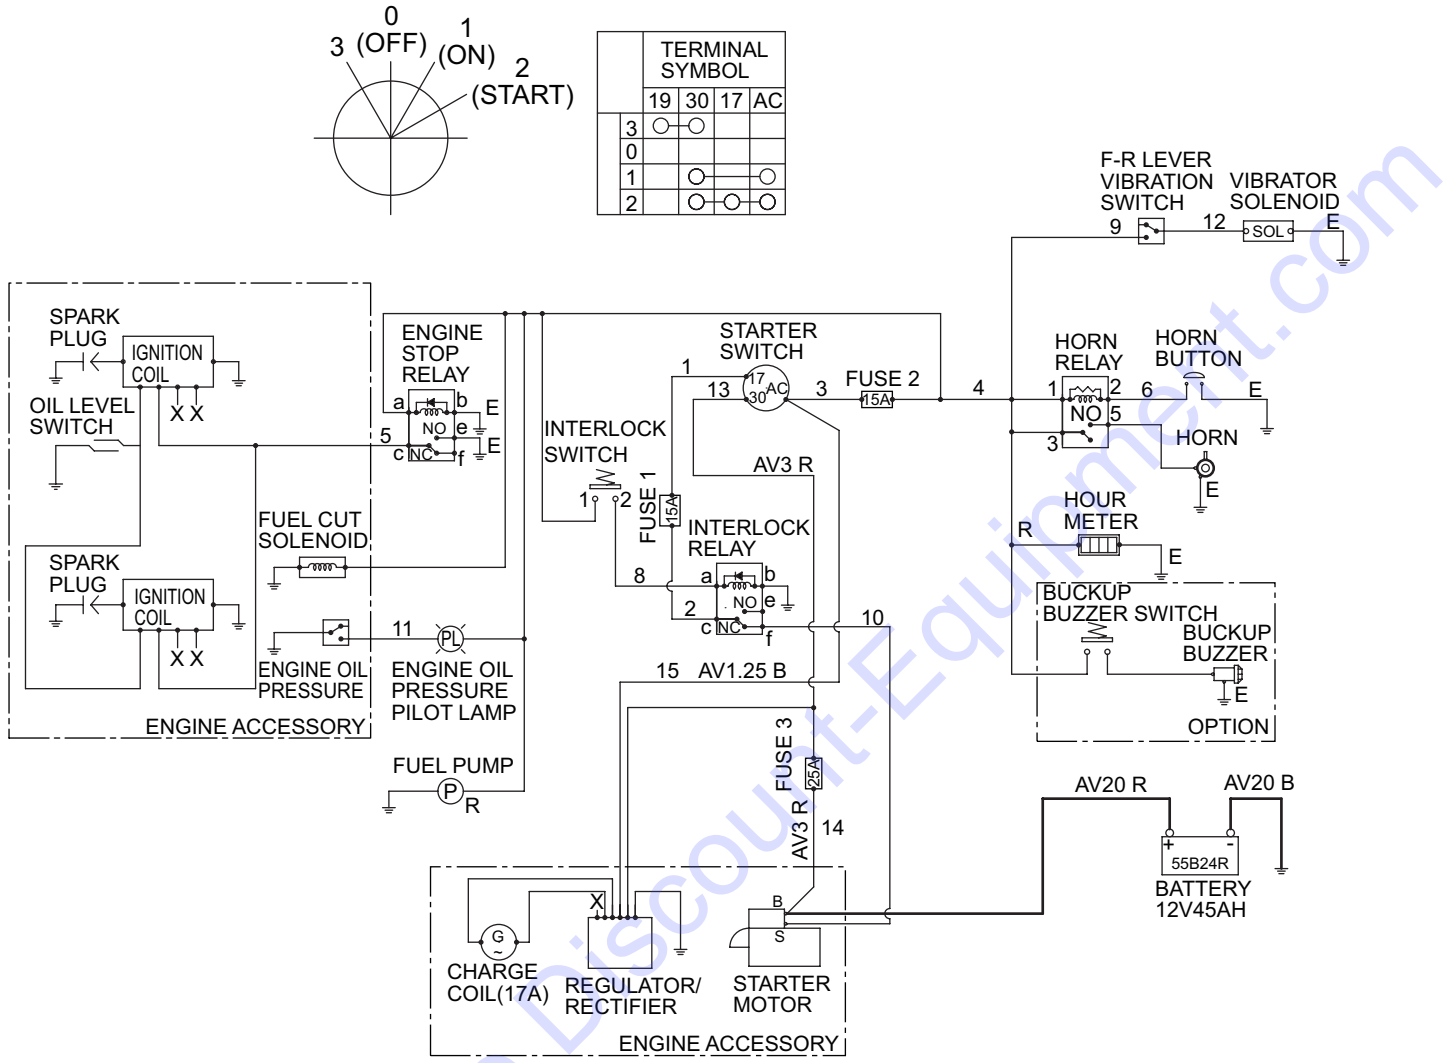 0
3 (OFF)
1
(ON)
2
(START)
TERMINAL
SYMBOL
19 30 17 AC
3
0
1
2
F-R LEVER
VIBRATION
SWITCH
VIBRATOR
SOLENOID
9
12
SOL
E
SPARK
PLUG
IGNITION
COIL
X X
OIL LEVEL
SWITCH
ENGINE
STOP
RELAY
a
b
E
NO
e
E
5
c
NC
f
STARTER
SWITCH
1
13
17
30
AC
3
FUSE 2
15A
4
HORN
RELAY
1
2
NO
5
3
6
HORN
BUTTON
E
HORN
E
INTERLOCK
SWITCH
1
2
FUSE 1
15A
AV3 R
FUEL CUT
SOLENOID
INTERLOCK
RELAY
8
a
b
NO
e
2
c
NC
f
10
R
HOUR
METER
E
SPARK
PLUG
IGNITION
COIL
X X
ENGINE OIL
PRESSURE
11
PL
ENGINE OIL
PRESSURE
PILOT LAMP
ENGINE ACCESSORY
BUCKUP
BUZZER SWITCH
BUCKUP
BUZZER
E
OPTION
15 AV1.25 B
FUEL PUMP
P
R
FUSE 3
25A
AV3 R
14
AV20 R
AV20 B
+
-
55B24R
BATTERY
12V45AH
G
~
CHARGE
COIL(17A)
X
REGULATOR/
RECTIFIER
B
S
STARTER
MOTOR
ENGINE ACCESSORY
Discount-Equipment.com